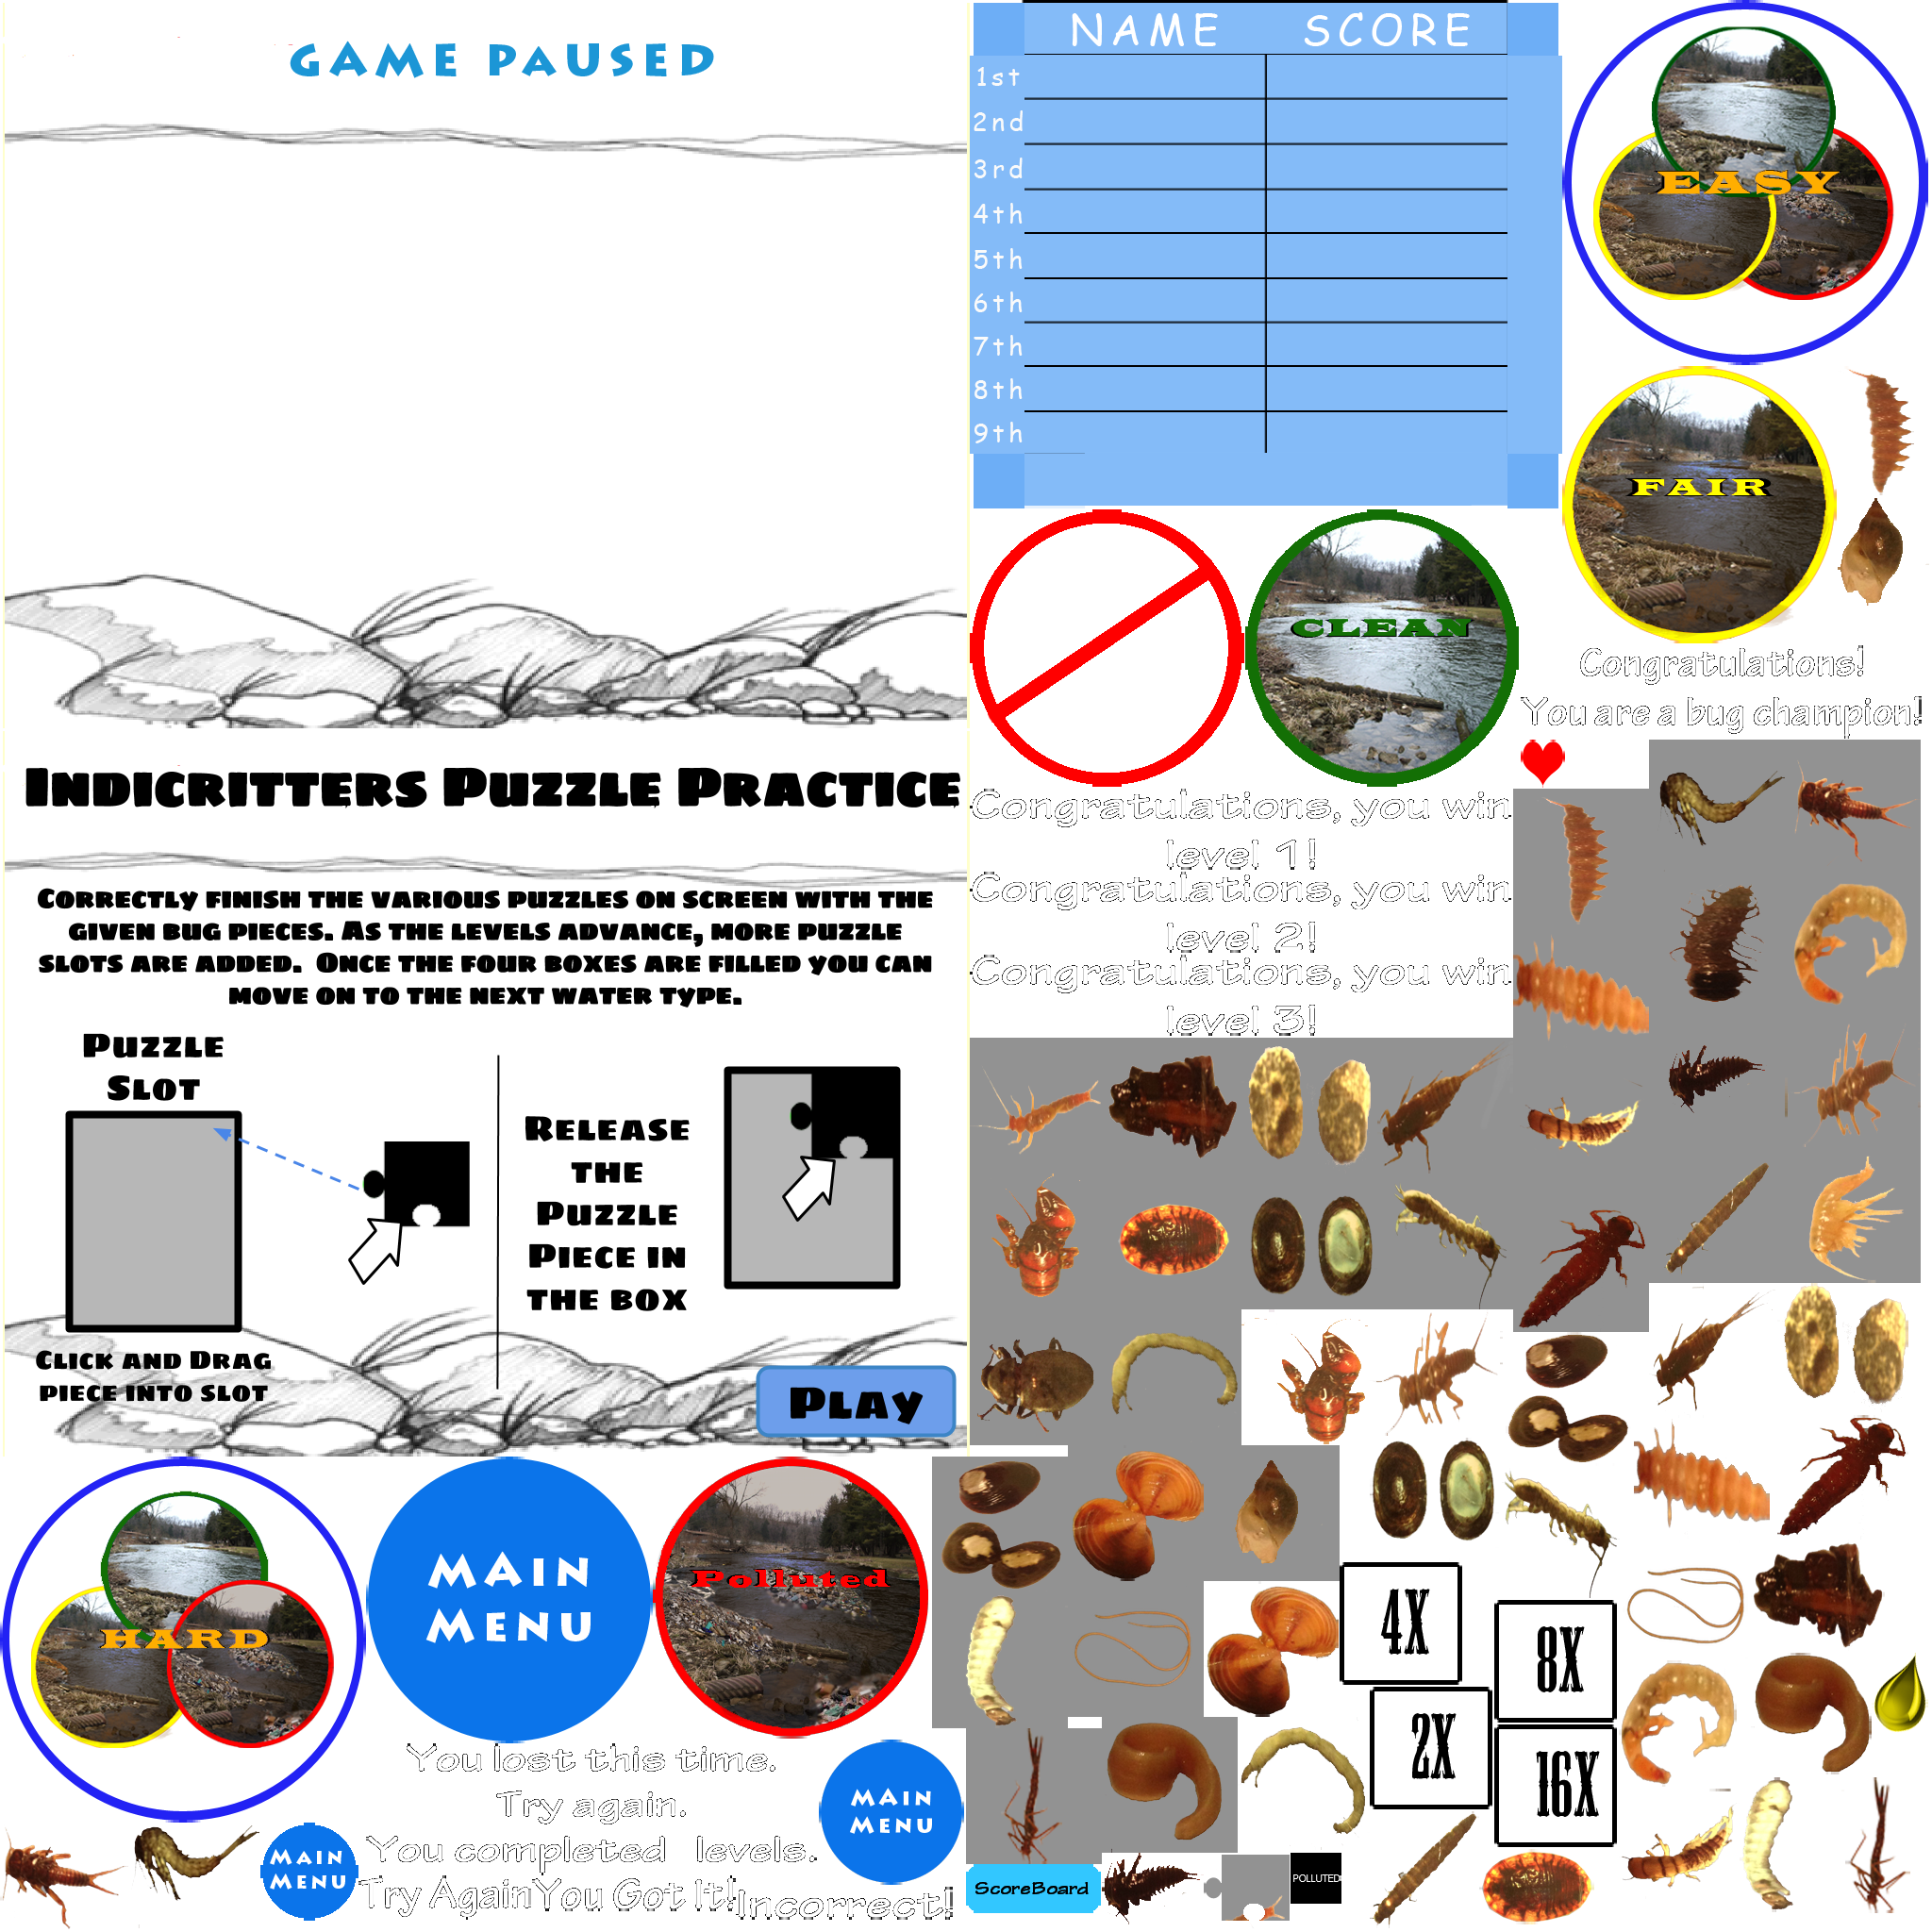 GAME PAUSED
NAME SCORE
1st
2nd
3rd
4th
5th
6th
7th
8th
9th
EASY
FAIR
CLEAN
Congratulations!
You are a bug champion!
INDICRITTERS PUZZLE PRACTICE
CORRECTLY FINISH THE VARIOUS PUZZLES ON SCREEN WITH THE
GIVEN BUG PIECES. AS THE LEVELS ADVANCE, MORE PUZZLE
SLOTS ARE ADDED. ONCE THE FOUR BOXES ARE FILLED YOU CAN
MOVE ON TO THE NEXT WATER TYPE.
PUZZLE
SLOT
RELEASE
THE
PUZZLE
PIECE IN
THE BOX
CLICK AND DRAG
PIECE INTO SLOT
PLAY
Congratulations, you win
level 1!
Congratulations, you win
level 2!
Congratulations, you win
level 3!
HARD
MAIN
MENU
Polluted
4X
8X
2X
16X
You lost this time.
Try again.
You completed levels.
MAIN
MENU
MAIN
MENU
Try Again
You Got It!
Incorrect!
ScoreBoard
POLLUTED